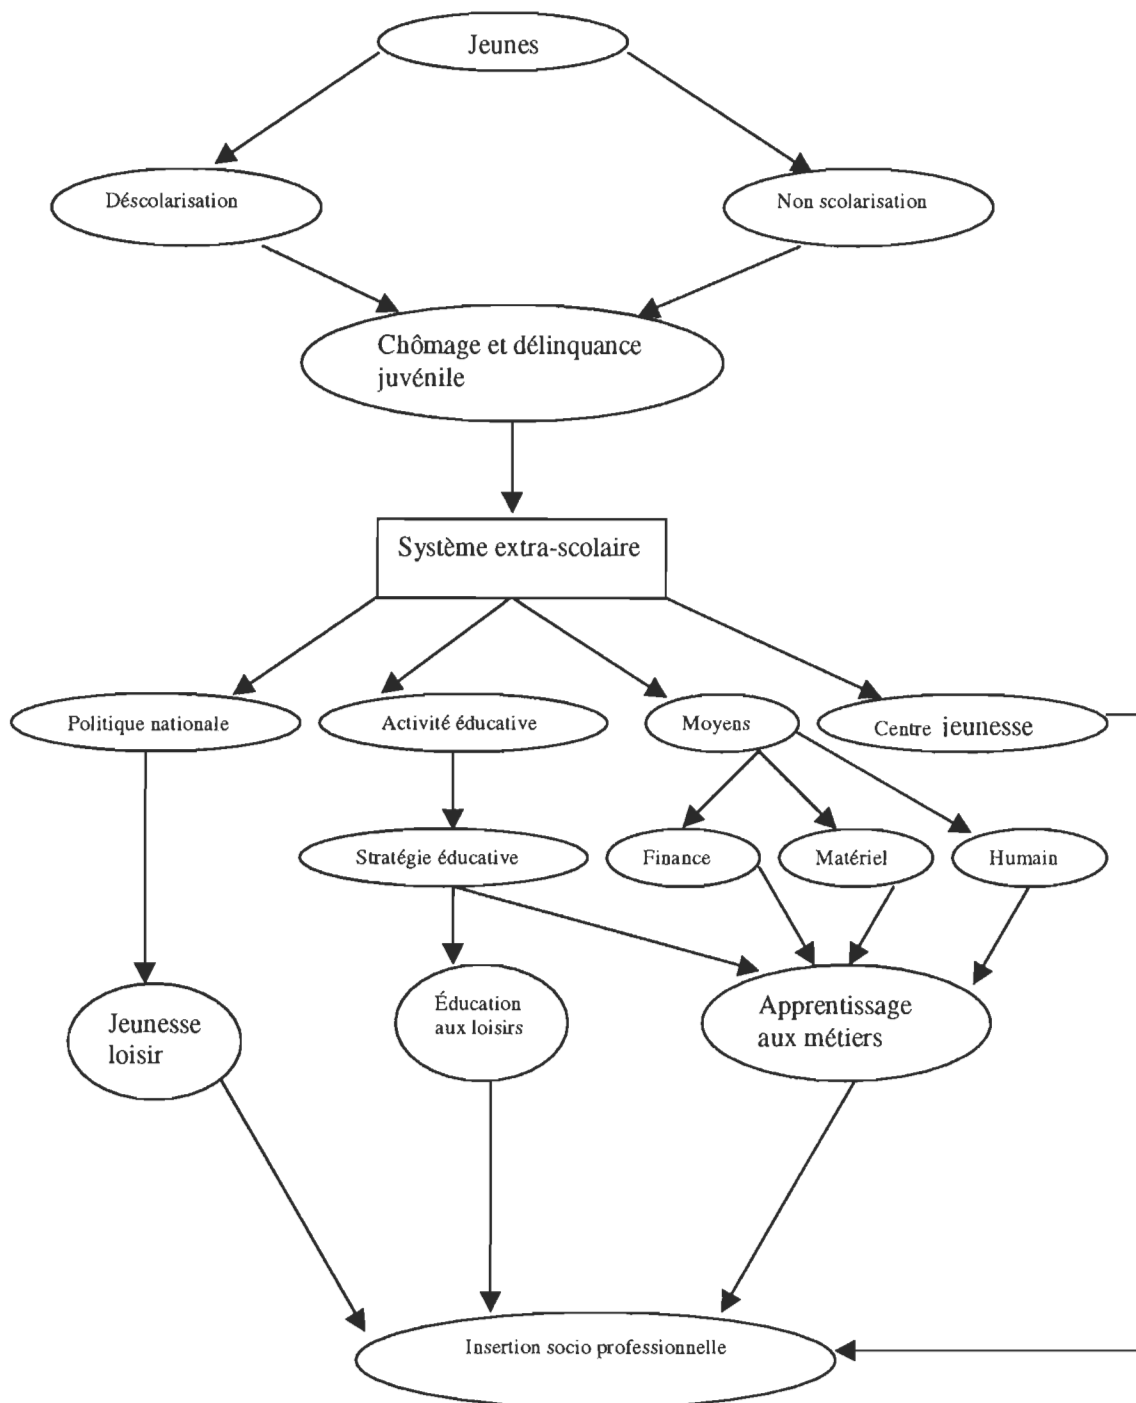 Jeunes
Déscolarisation
Non scolarisation
Chômage et délinquance
juvénile
Système extra-scolaire
Politique nationale
Activité éducative
Moyens
Centre jeunesse
Stratégie éducative
Finance
Matériel
Humain
Jeunesse
loisir
Éducation
aux loisirs
Apprentissage
aux métiers
Insertion socio professionnelle